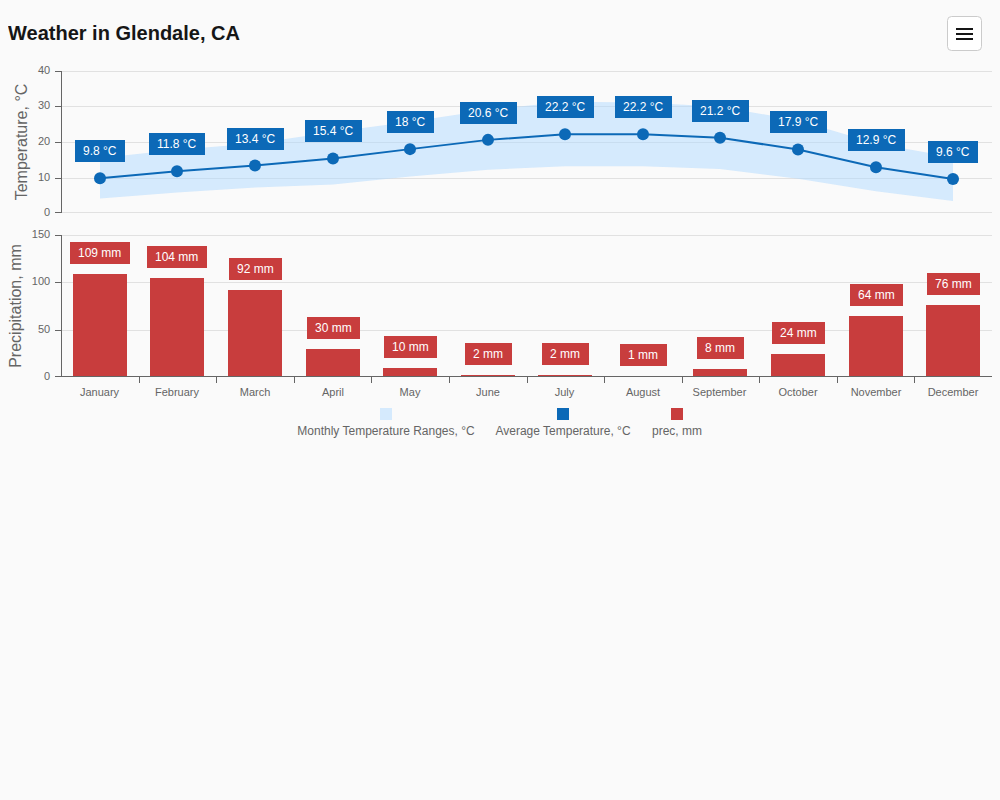 Weather in Glendale, CA
Temperature, °C
40
30
20
10
0
9.8 °C
11.8 °C
13.4 °C
15.4 °C
18 °C
20.6 °C
22.2 °C
22.2 °C
21.2 °C
17.9 °C
12.9 °C
9.6 °C
Precipitation, mm
150
100
50
0
109 mm
104 mm
92 mm
30 mm
10 mm
2 mm
2 mm
1 mm
8 mm
24 mm
64 mm
76 mm
January February March April May June July August September October November December
Monthly Temperature Ranges, °C Average Temperature, °C prec, mm